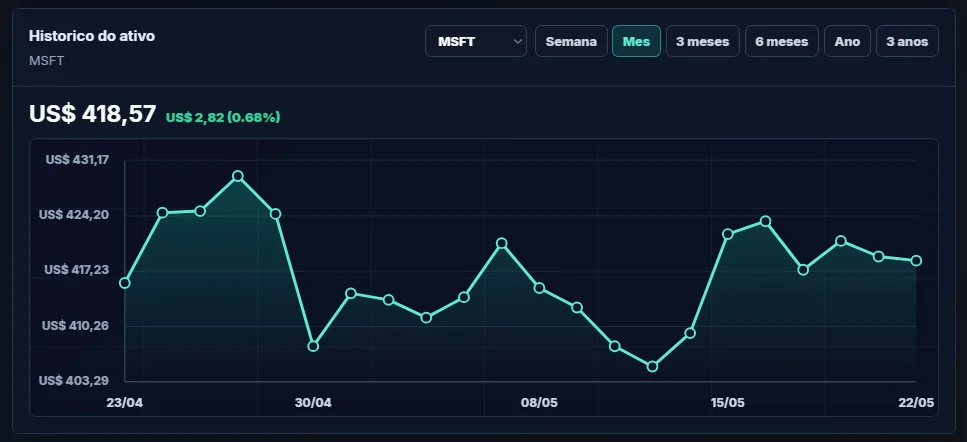 Historico do ativo
MSFT
MSFT Semana Mes 3 meses 6 meses Ano 3 anos
US$ 418,57 US$ 2,82 (0.68%)
US$ 431,17
US$ 424,20
US$ 417,23
US$ 410,26
US$ 403,29
23/04 30/04 08/05 15/05 22/05